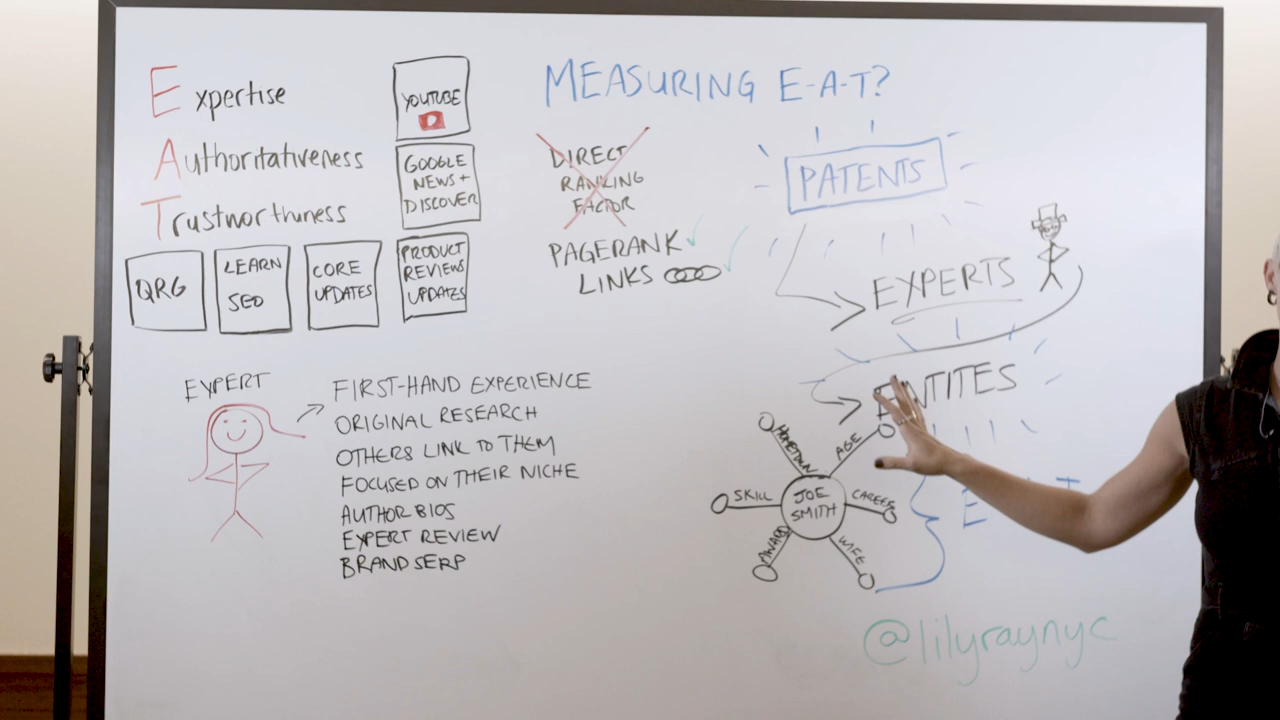 Expertise
Authoritativeness
Trustworthiness
YOUTUBE
GOOGLE
NEWS +
DISCOVER
QRG
LEARN
SEO
CORE
UPDATES
PRODUCT
REVIEWS
UPDATES
EXPERT
FIRST-HAND EXPERIENCE
ORIGINAL RESEARCH
OTHERS LINK TO THEM
FOCUSED ON THEIR NICHE
AUTHOR BIOS
EXPERT REVIEW
BRAND SERP
MEASURING E-A-T?
DIRECT
RANKING
FACTOR
PAGERANK ✓
LINKS ✓
PATENTS
EXPERTS
ENTITES
HOMETOWN
AGE
SKILL
JOE
SMITH
CAREER
WIFE
@lilyraynyc